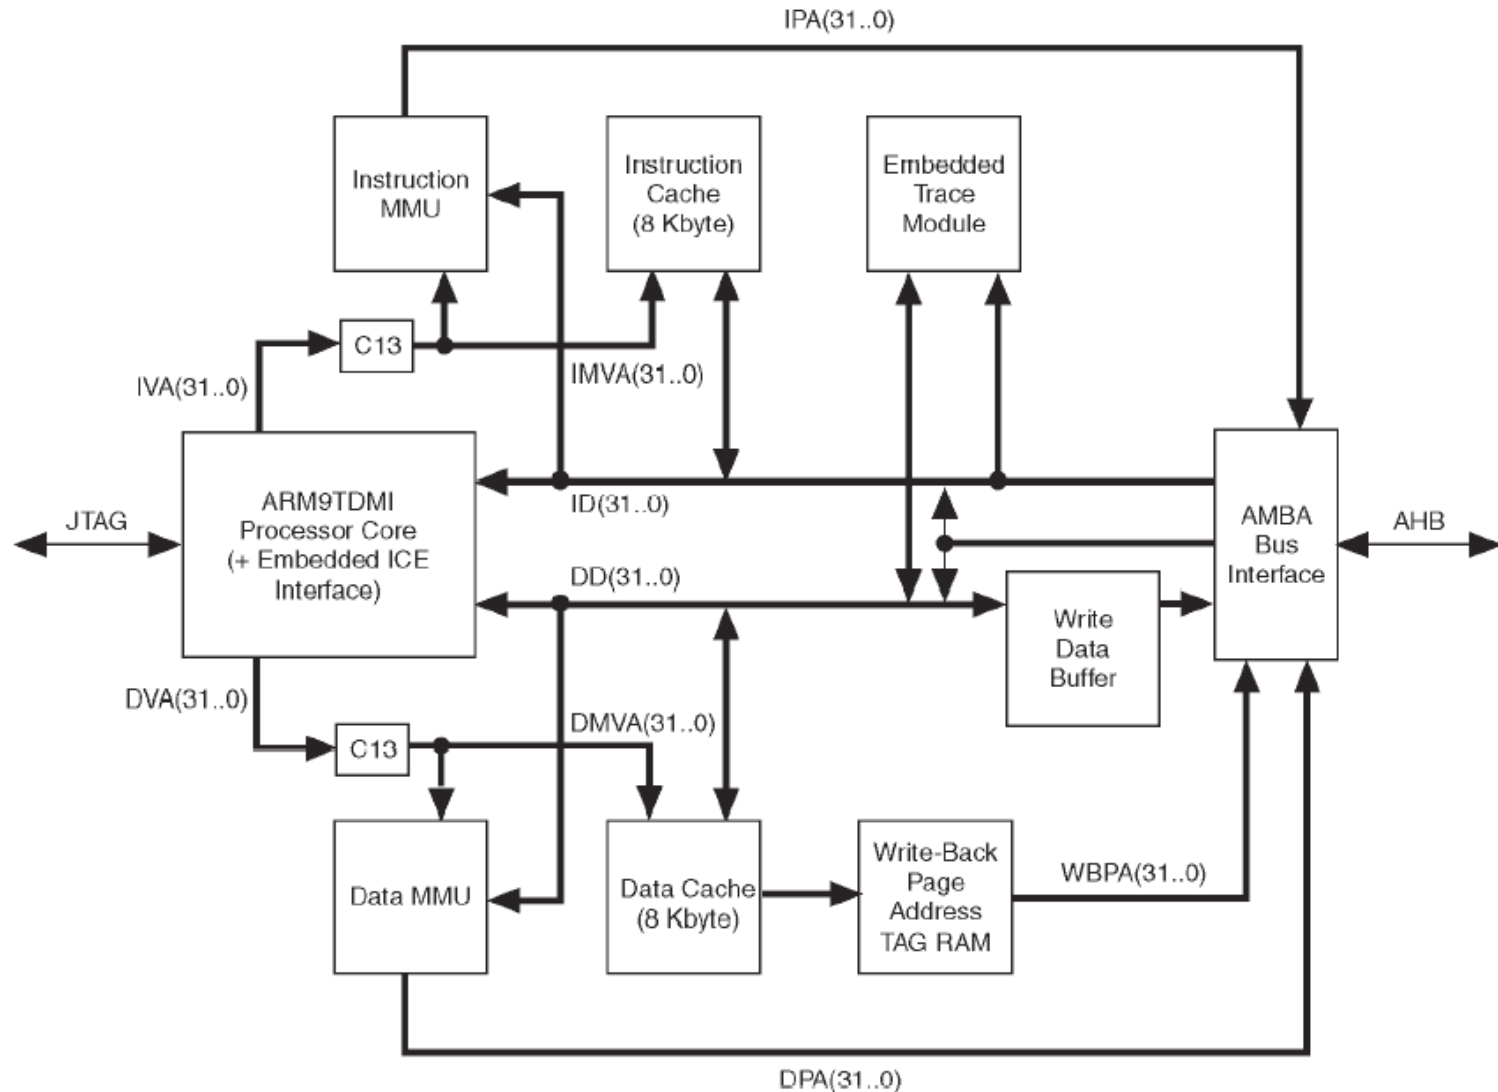 IPA(31..0)
Instruction
MMU
Instruction
Cache
(8 Kbyte)
Embedded
Trace
Module
C13
IVA(31..0)
IMVA(31..0)
ID(31..0)
JTAG
ARM9TDMI
Processor Core
(+ Embedded ICE
Interface)
AMBA
Bus
Interface
AHB
DD(31..0)
Write
Data
Buffer
DVA(31..0)
C13
DMVA(31..0)
Data MMU
Data Cache
(8 Kbyte)
Write-Back
Page
Address
TAG RAM
WBPA(31..0)
DPA(31..0)